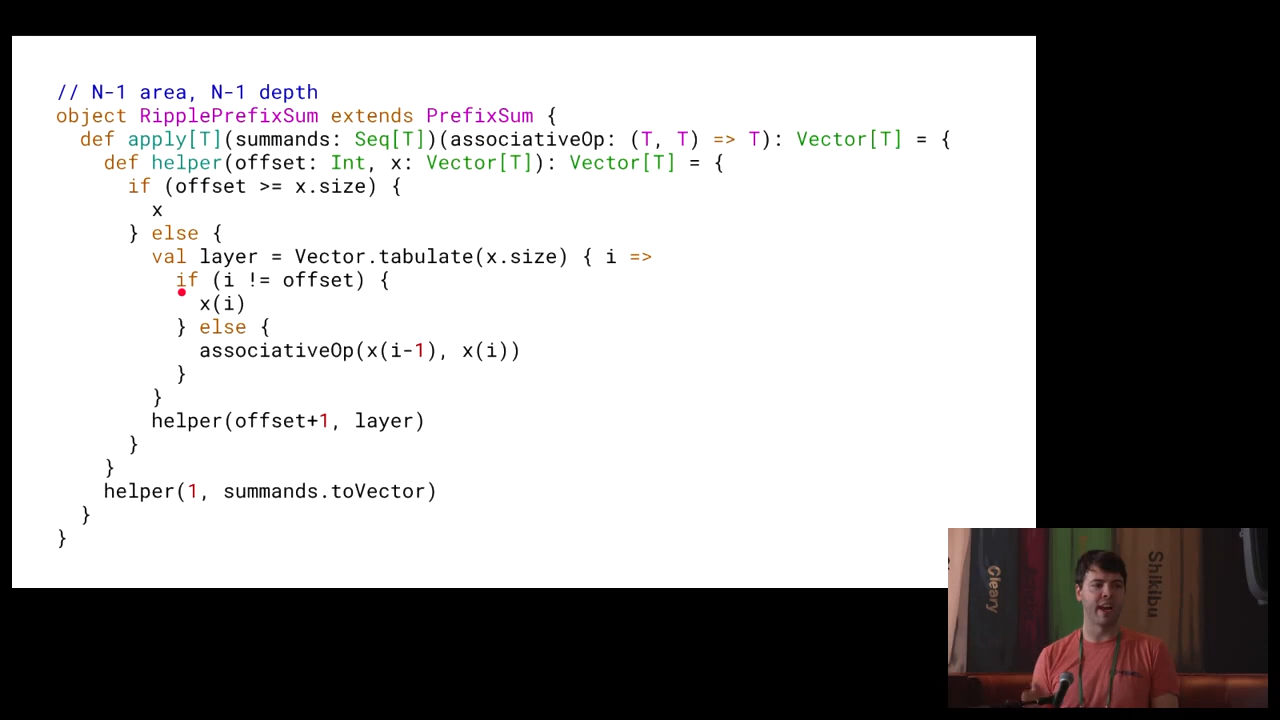 // N-1 area, N-1 depth
object RipplePrefixSum extends PrefixSum {
  def apply[T](summands: Seq[T])(associativeOp: (T, T) => T): Vector[T] = {
    def helper(offset: Int, x: Vector[T]): Vector[T] = {
      if (offset >= x.size) {
        x
      } else {
        val layer = Vector.tabulate(x.size) { i =>
          if (i != offset) {
            x(i)
          } else {
            associativeOp(x(i-1), x(i))
          }
        }
        helper(offset+1, layer)
      }
    }
    helper(1, summands.toVector)
  }
}
Cleary
Shikibu